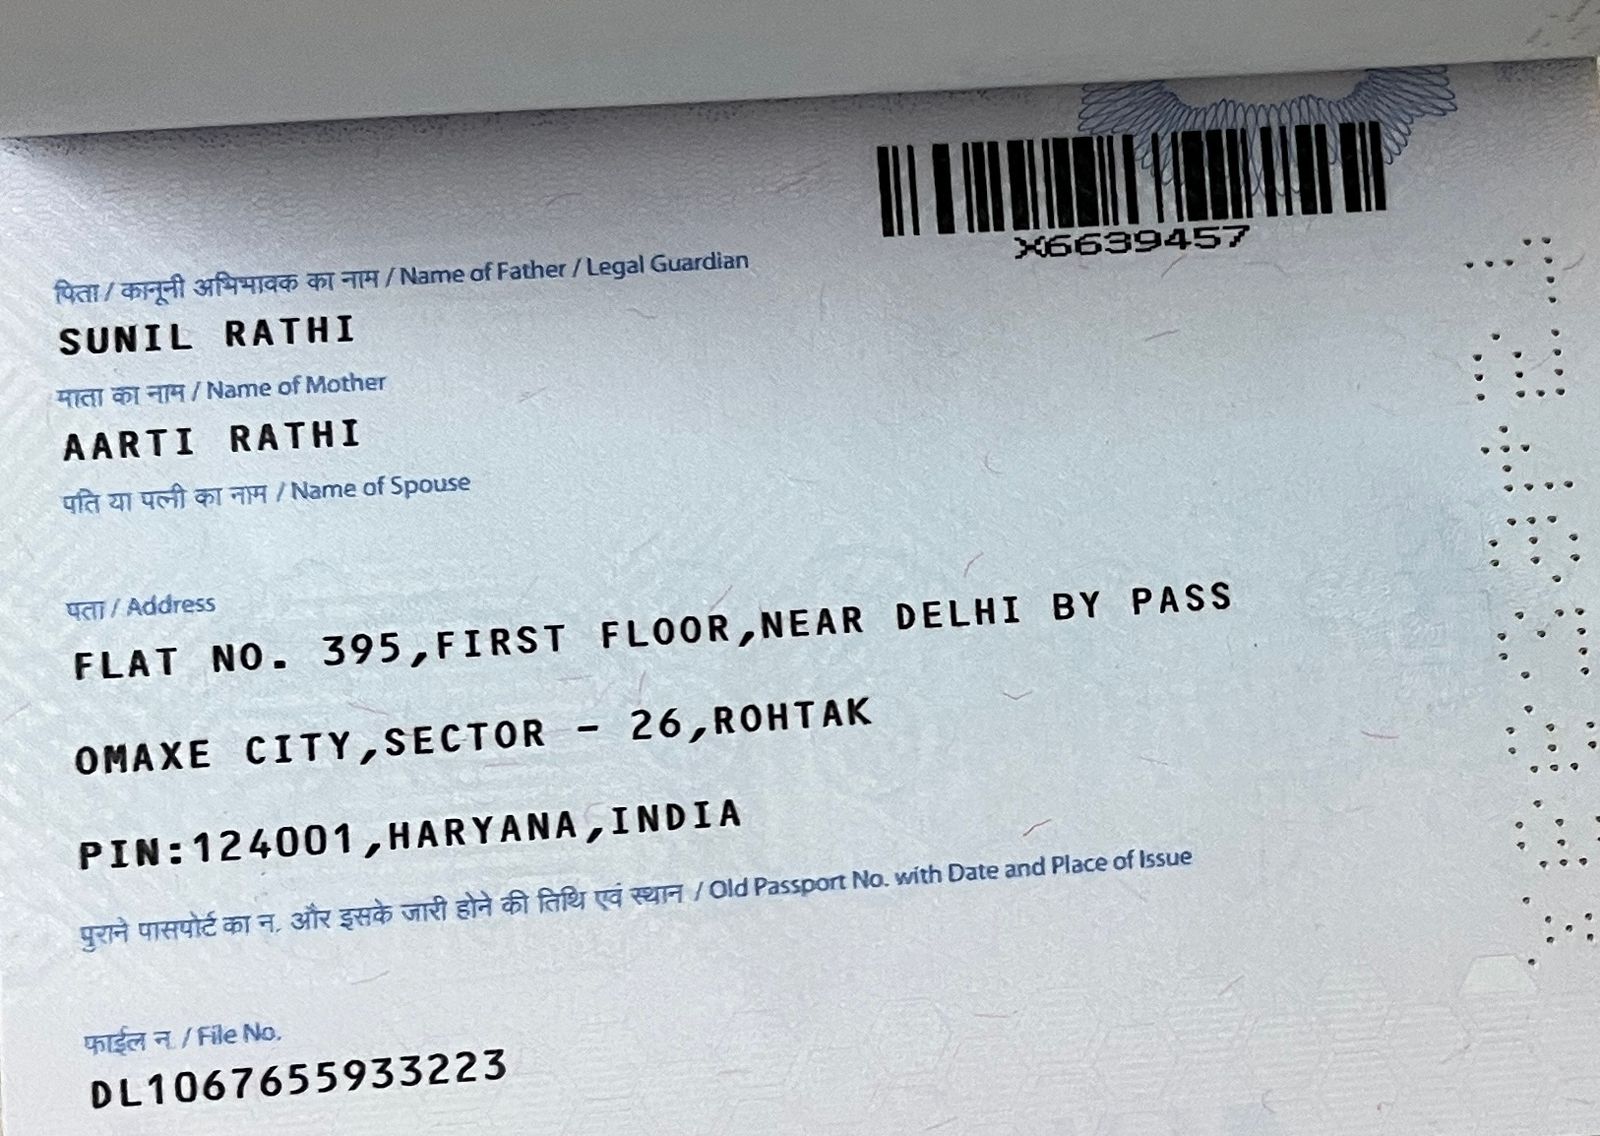 X6639457
पिता / कानूनी अभिभावक का नाम / Name of Father / Legal Guardian
SUNIL RATHI
माता का नाम / Name of Mother
AARTI RATHI
पति या पत्नी का नाम / Name of Spouse
पता / Address
FLAT NO. 395,FIRST FLOOR,NEAR DELHI BY PASS
OMAXE CITY,SECTOR - 26,ROHTAK
PIN:124001,HARYANA,INDIA
पुराने पासपोर्ट का न. और इसके जारी होने की तिथि एवं स्थान / Old Passport No. with Date and Place of Issue
फाईल न. / File No.
DL1067655933223